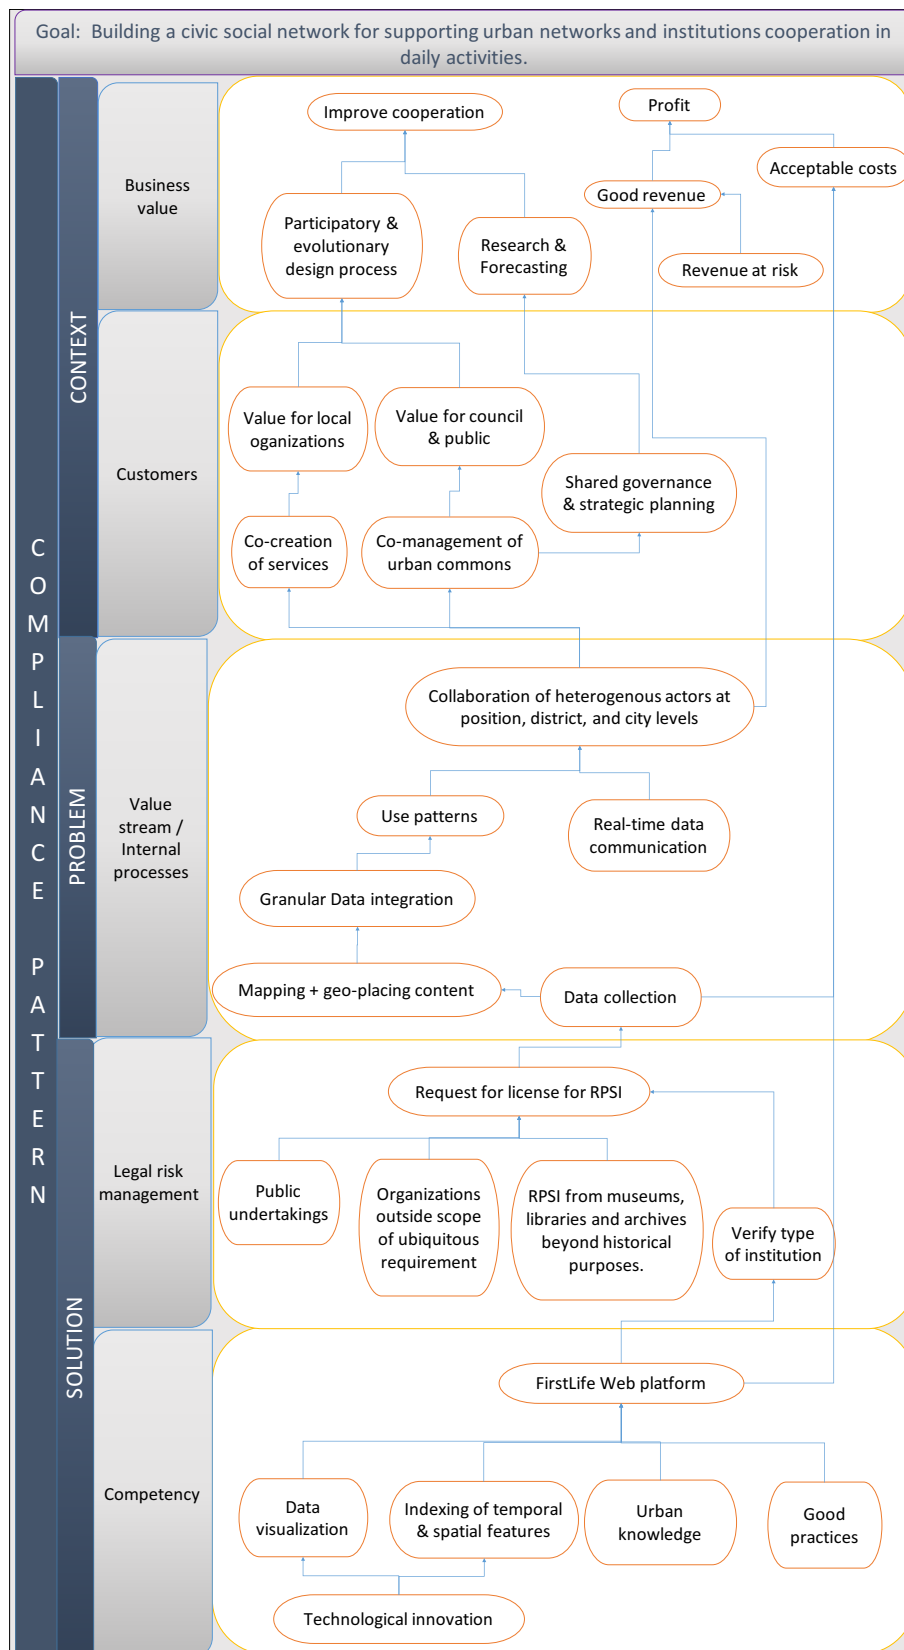 Goal:  Building a civic social network for supporting urban networks and institutions cooperation in
daily activities.
COMPLIANCE PATTERN
CONTEXT
Business
value
Improve cooperation
Profit
Acceptable costs
Good revenue
Participatory &
evolutionary
design process
Research &
Forecasting
Revenue at risk
Customers
Value for local
oganizations
Value for council
& public
Shared governance
& strategic planning
Co-creation
of services
Co-management of
urban commons
PROBLEM
Value
stream /
Internal
processes
Collaboration of heterogenous actors at
position, district, and city levels
Use patterns
Real-time data
communication
Granular Data integration
Mapping + geo-placing content
Data collection
SOLUTION
Legal risk
management
Request for license for RPSI
Public
undertakings
Organizations
outside scope
of ubiquitous
requirement
RPSI from museums,
libraries and archives
beyond historical
purposes.
Verify type
of institution
Competency
FirstLife Web platform
Data
visualization
Indexing of temporal
& spatial features
Urban
knowledge
Good
practices
Technological innovation